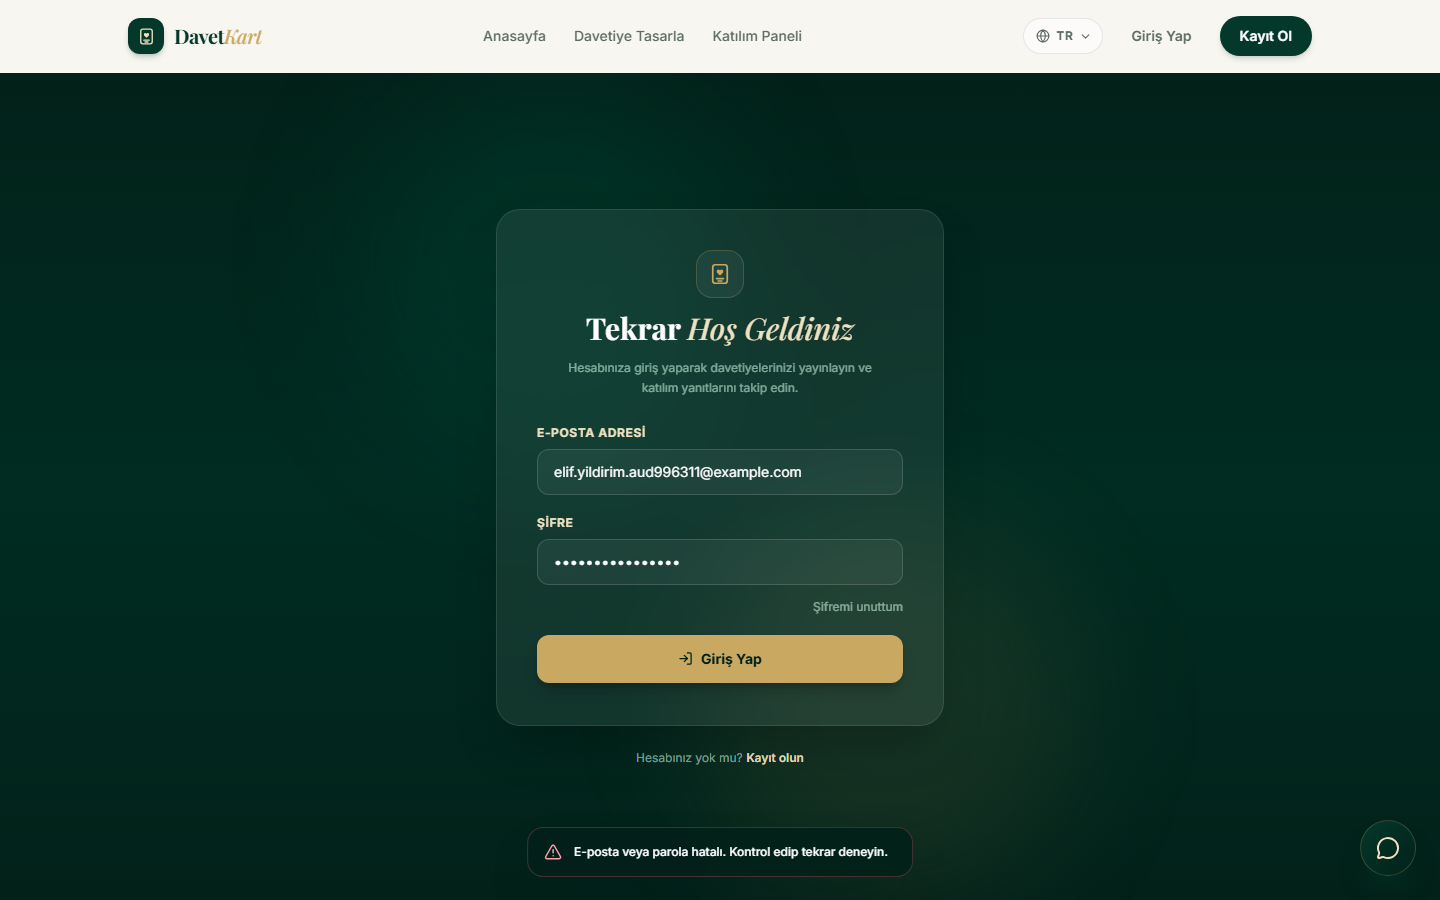 DavetKart
Anasayfa
Davetiye Tasarla
Katılım Paneli
TR
Giriş Yap
Kayıt Ol
Tekrar Hoş Geldiniz
Hesabınıza giriş yaparak davetiyelerinizi yayınlayın ve
katılım yanıtlarını takip edin.
E-POSTA ADRESİ
elif.yildirim.aud996311@example.com
ŞİFRE
••••••••••••••••
Şifremi unuttum
Giriş Yap
Hesabınız yok mu? Kayıt olun
E-posta veya parola hatalı. Kontrol edip tekrar deneyin.